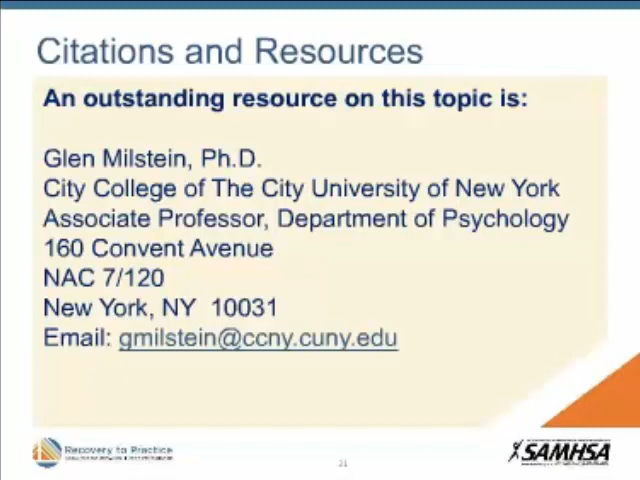 Citations and Resources
An outstanding resource on this topic is:
Glen Milstein, Ph.D.
City College of The City University of New York
Associate Professor, Department of Psychology
160 Convent Avenue
NAC 7/120
New York, NY 10031
Email: gmilstein@ccny.cuny.edu
Recovery to Practice
21
SAMHSA